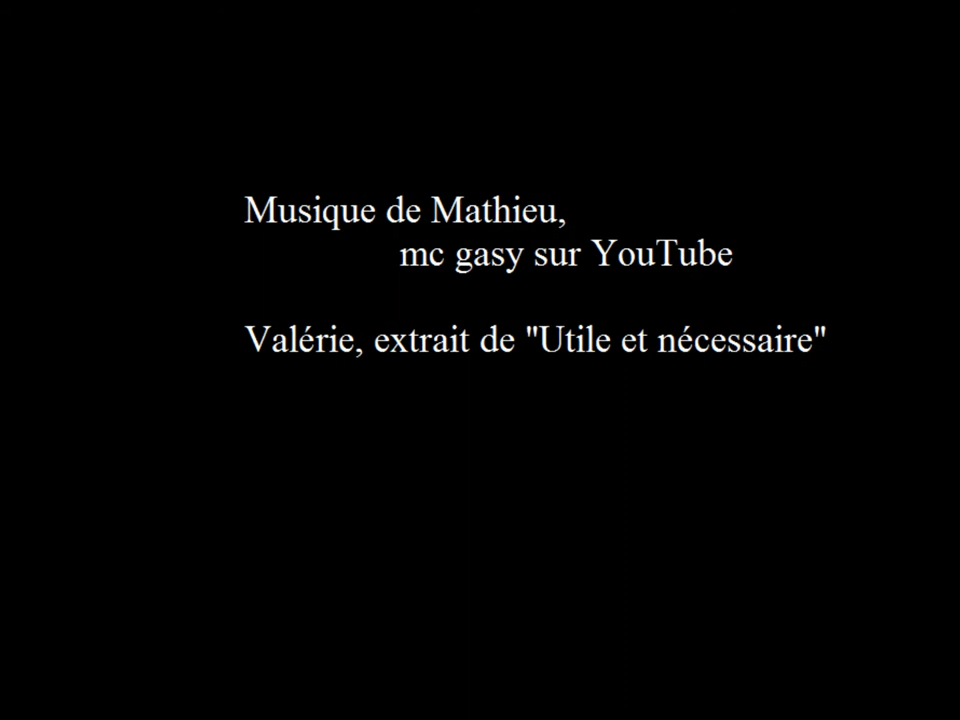 Musique de Mathieu,
mc gasy sur YouTube
Valérie, extrait de "Utile et nécessaire"